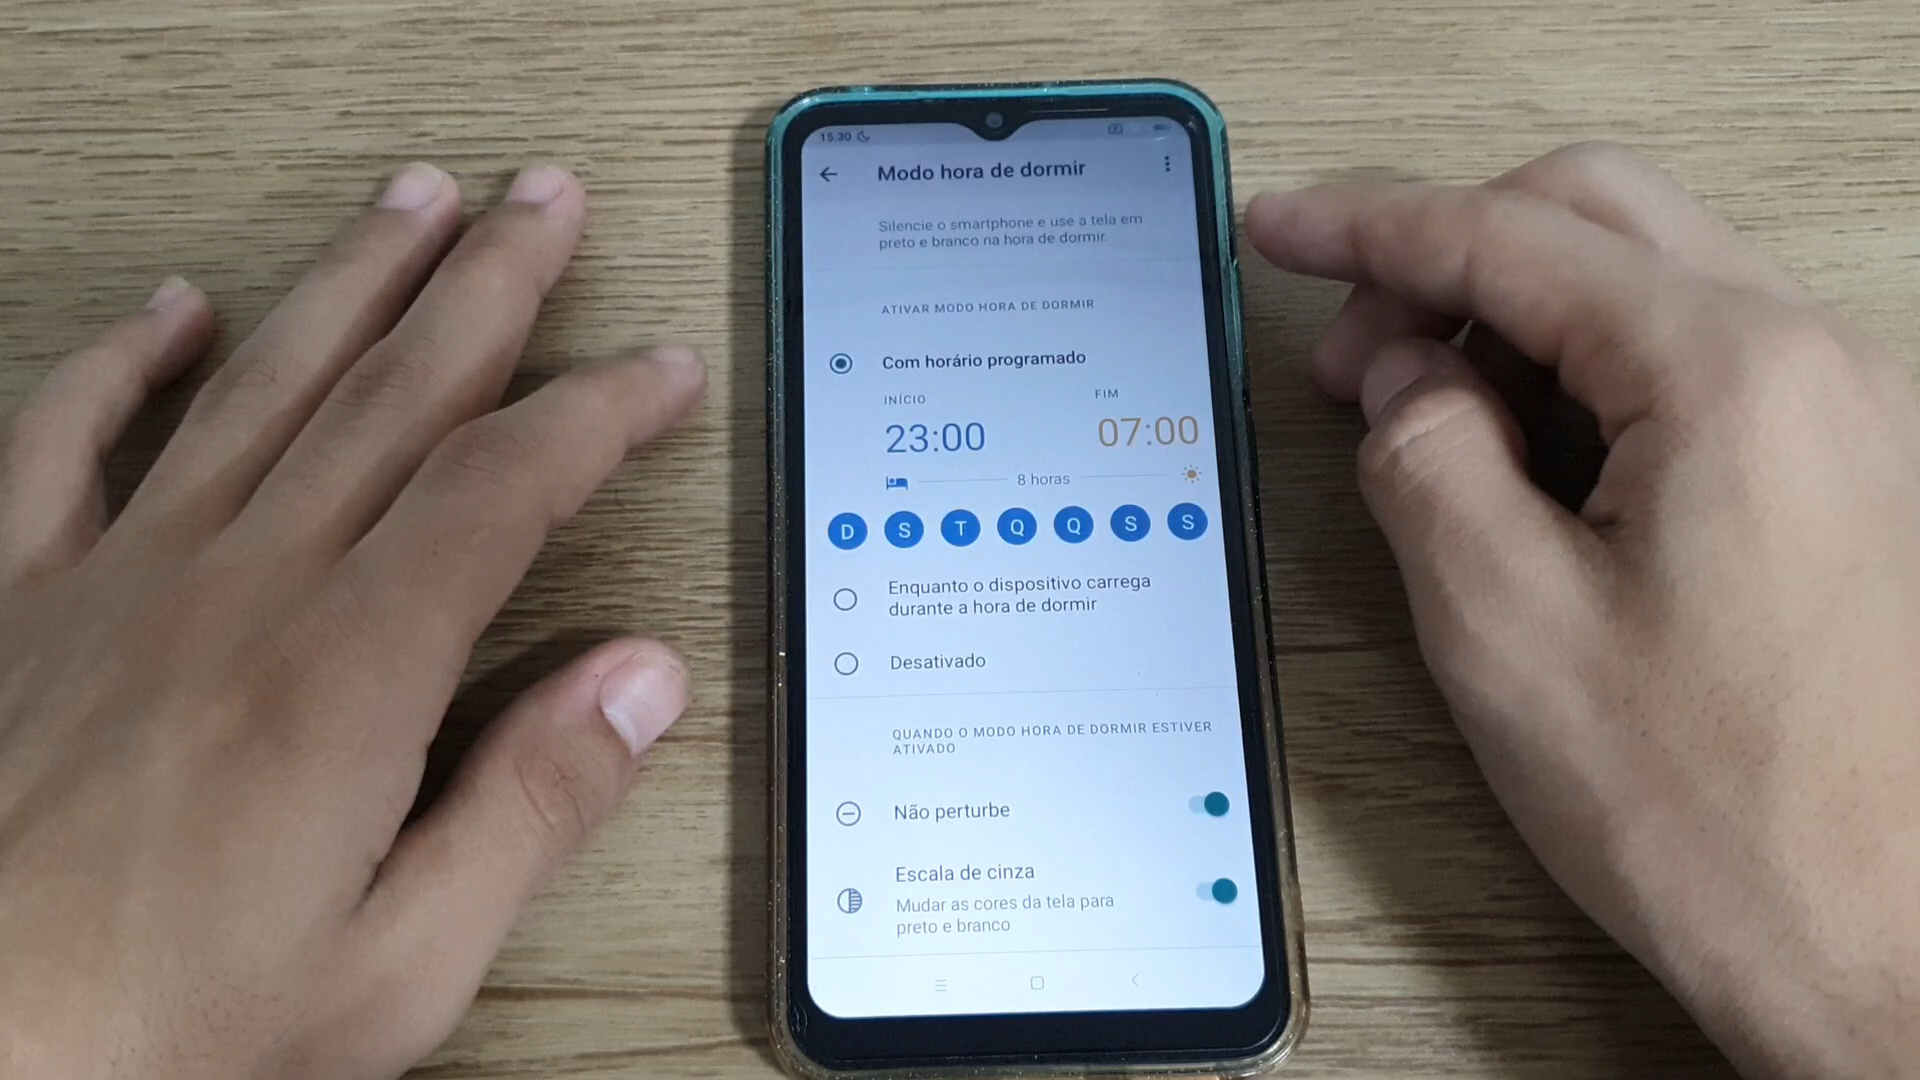 15:30
Modo hora de dormir
Silencie o smartphone e use a tela em
preto e branco na hora de dormir.
ATIVAR MODO HORA DE DORMIR
Com horário programado
INÍCIO FIM
23:00 07:00
8 horas
D S T Q Q S S
Enquanto o dispositivo carrega
durante a hora de dormir
Desativado
QUANDO O MODO HORA DE DORMIR ESTIVER
ATIVADO
Não perturbe
Escala de cinza
Mudar as cores da tela para
preto e branco